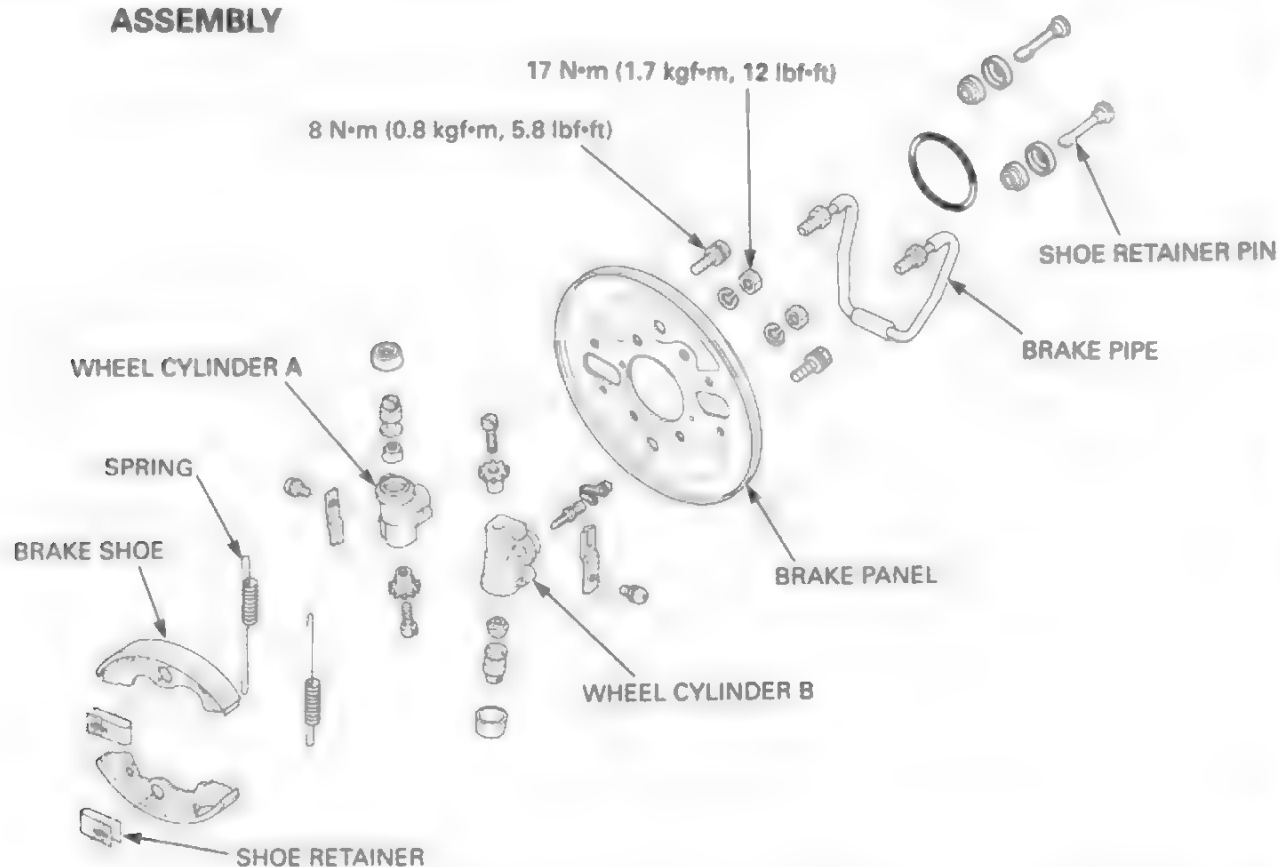 ASSEMBLY
17 N•m (1.7 kgf•m, 12 lbf•ft)
8 N•m (0.8 kgf•m, 5.8 lbf•ft)
SHOE RETAINER PIN
BRAKE PIPE
WHEEL CYLINDER A
SPRING
BRAKE SHOE
BRAKE PANEL
WHEEL CYLINDER B
SHOE RETAINER